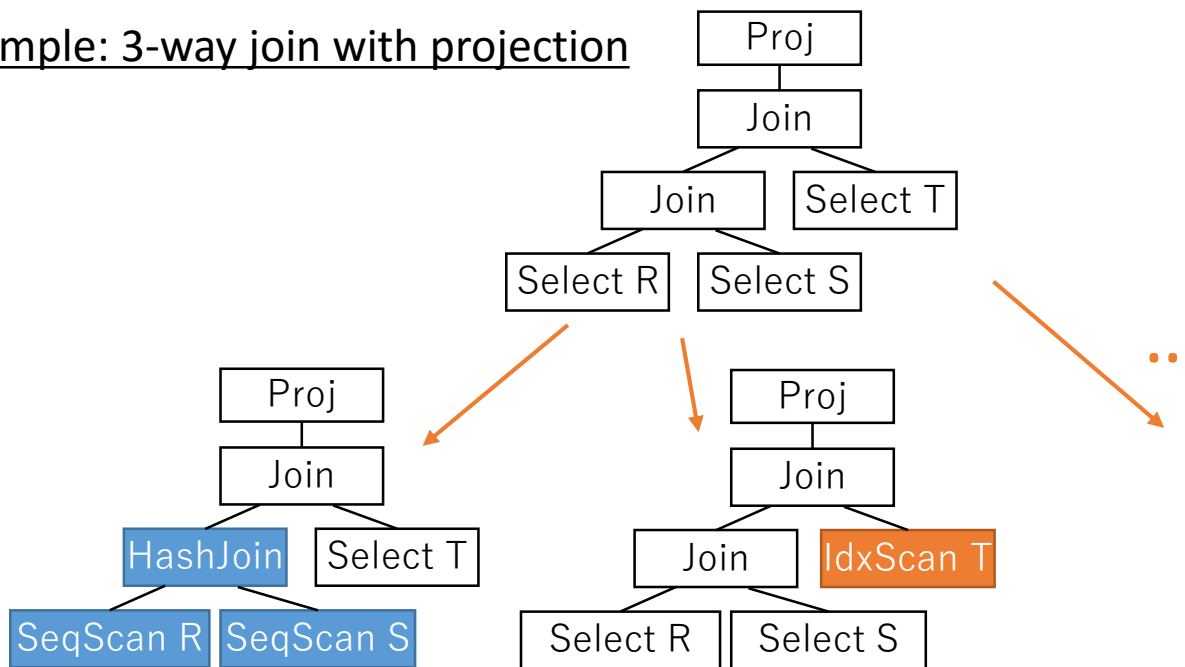 mple: 3-way join with projection
Proj
Join
Join
Select T
Select R
Select S
..
Proj
Join
HashJoin
Select T
SeqScan R
SeqScan S
Proj
Join
Join
IdxScan T
Select R
Select S